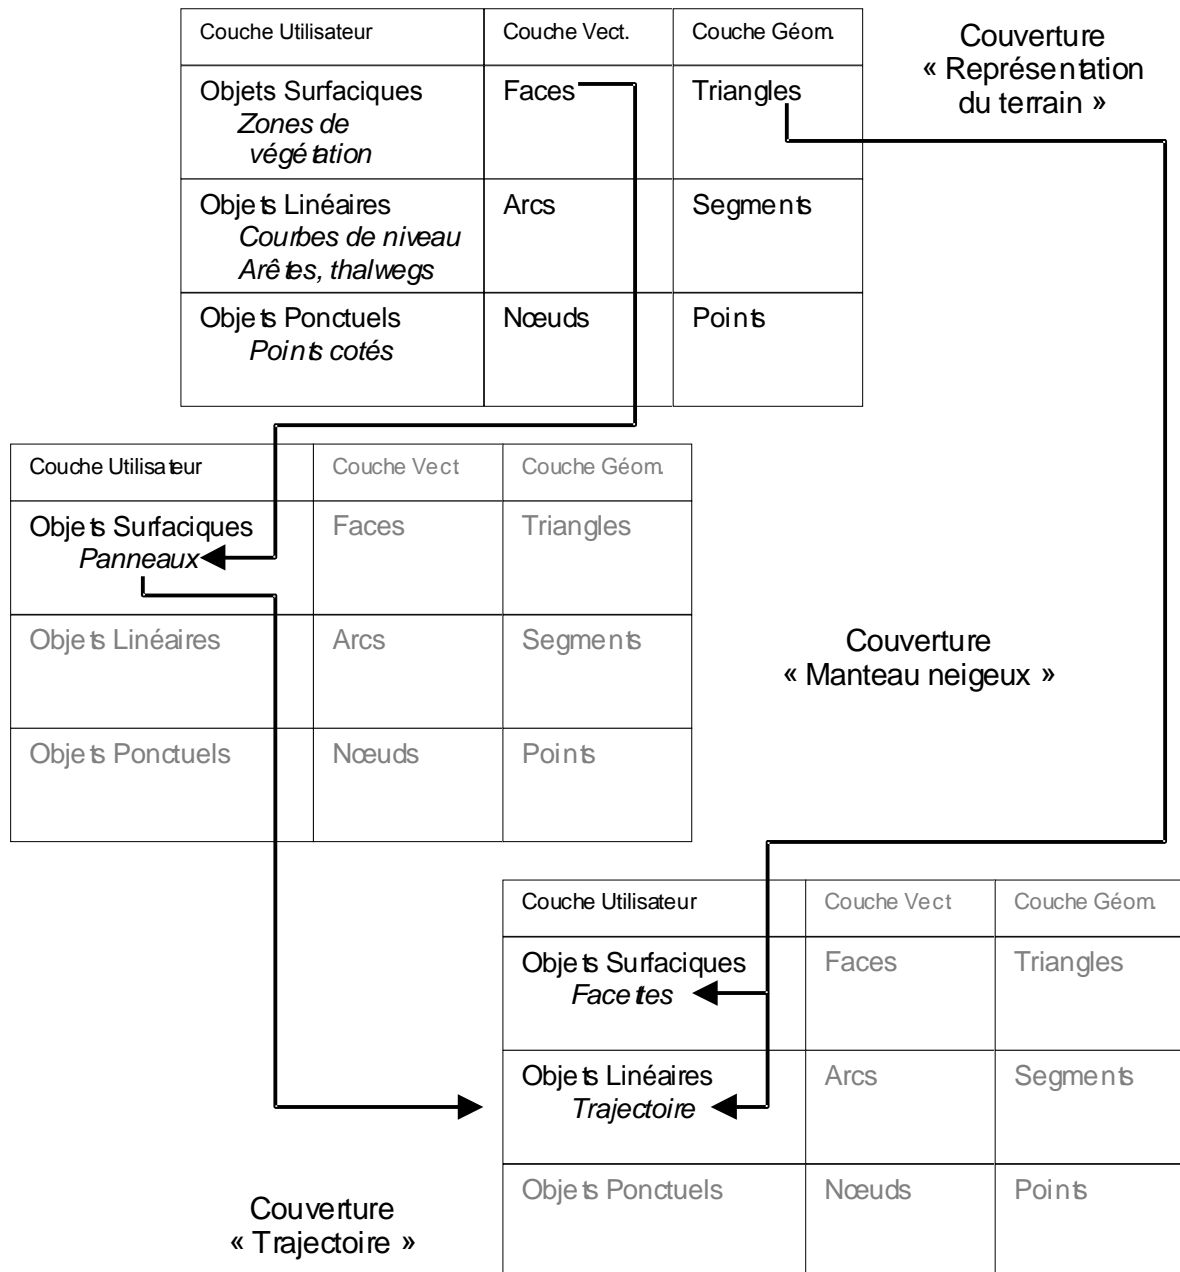 Couche Utilisateur
Couche Vect.
Couche Géom.
Couverture
« Représentation
du terrain »
Objets Surfaciques
Zones de
végétation
Faces
Triangles
Objets Linéaires
Courbes de niveau
Arêtes, thalwegs
Arcs
Segments
Objets Ponctuels
Points cotés
Nœuds
Points
Couche Utilisateur
Couche Vect
Couche Géom.
Objets Surfaciques
Panneaux
Faces
Triangles
Objets Linéaires
Arcs
Segments
Couverture
« Manteau neigeux »
Objets Ponctuels
Nœuds
Points
Couche Utilisateur
Couche Vect
Couche Géom.
Objets Surfaciques
Facettes
Faces
Triangles
Objets Linéaires
Trajectoire
Arcs
Segments
Objets Ponctuels
Nœuds
Points
Couverture
« Trajectoire »